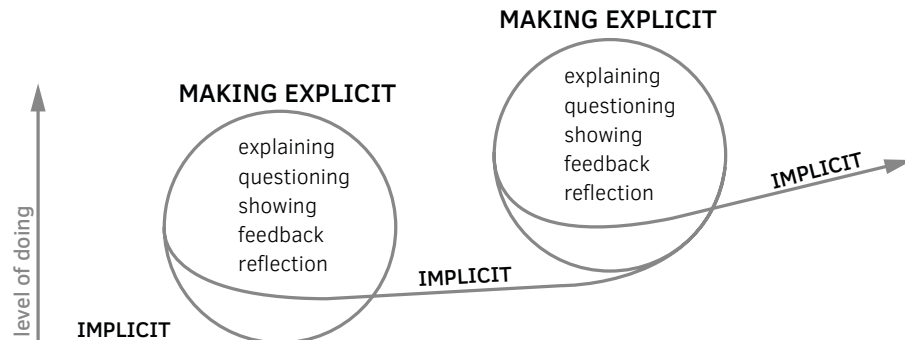 MAKING EXPLICIT
explaining
questioning
showing
feedback
reflection
IMPLICIT
MAKING EXPLICIT
explaining
questioning
showing
feedback
reflection
IMPLICIT
IMPLICIT
level of doing